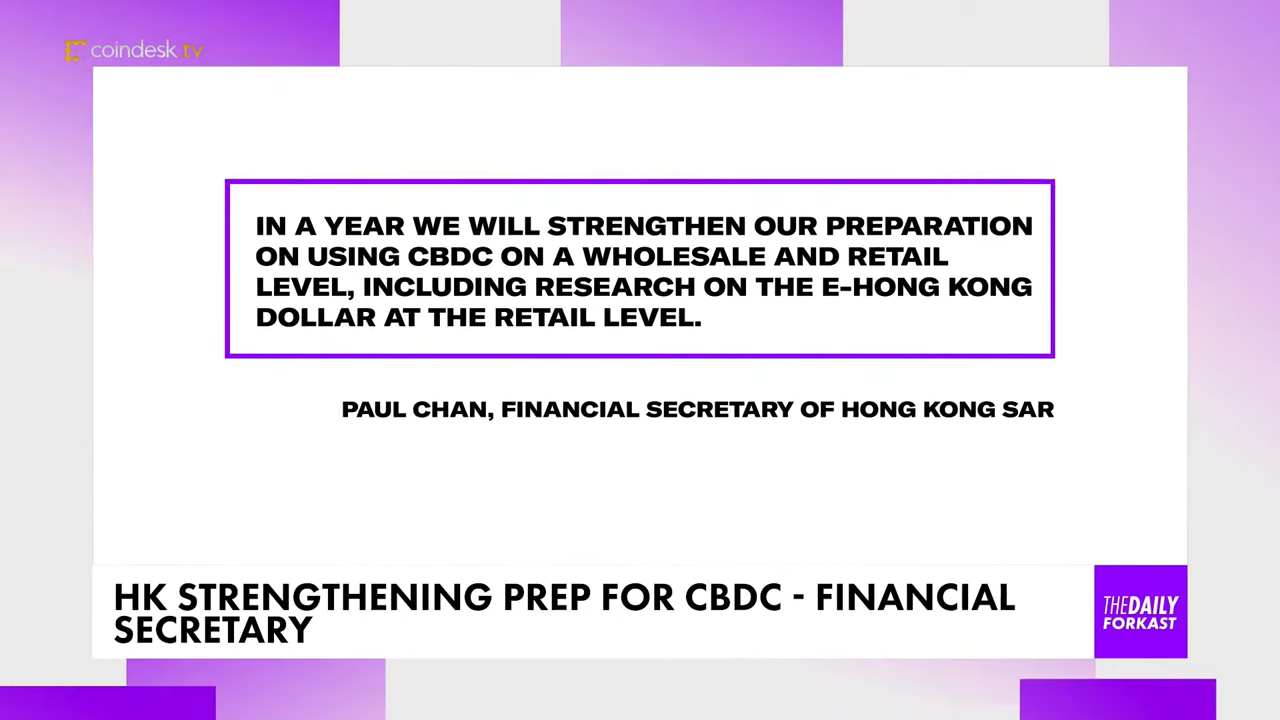 coindesk tv
IN A YEAR WE WILL STRENGTHEN OUR PREPARATION
ON USING CBDC ON A WHOLESALE AND RETAIL
LEVEL, INCLUDING RESEARCH ON THE E-HONG KONG
DOLLAR AT THE RETAIL LEVEL.
PAUL CHAN, FINANCIAL SECRETARY OF HONG KONG SAR
HK STRENGTHENING PREP FOR CBDC - FINANCIAL
SECRETARY
THE DAILY
FORKAST